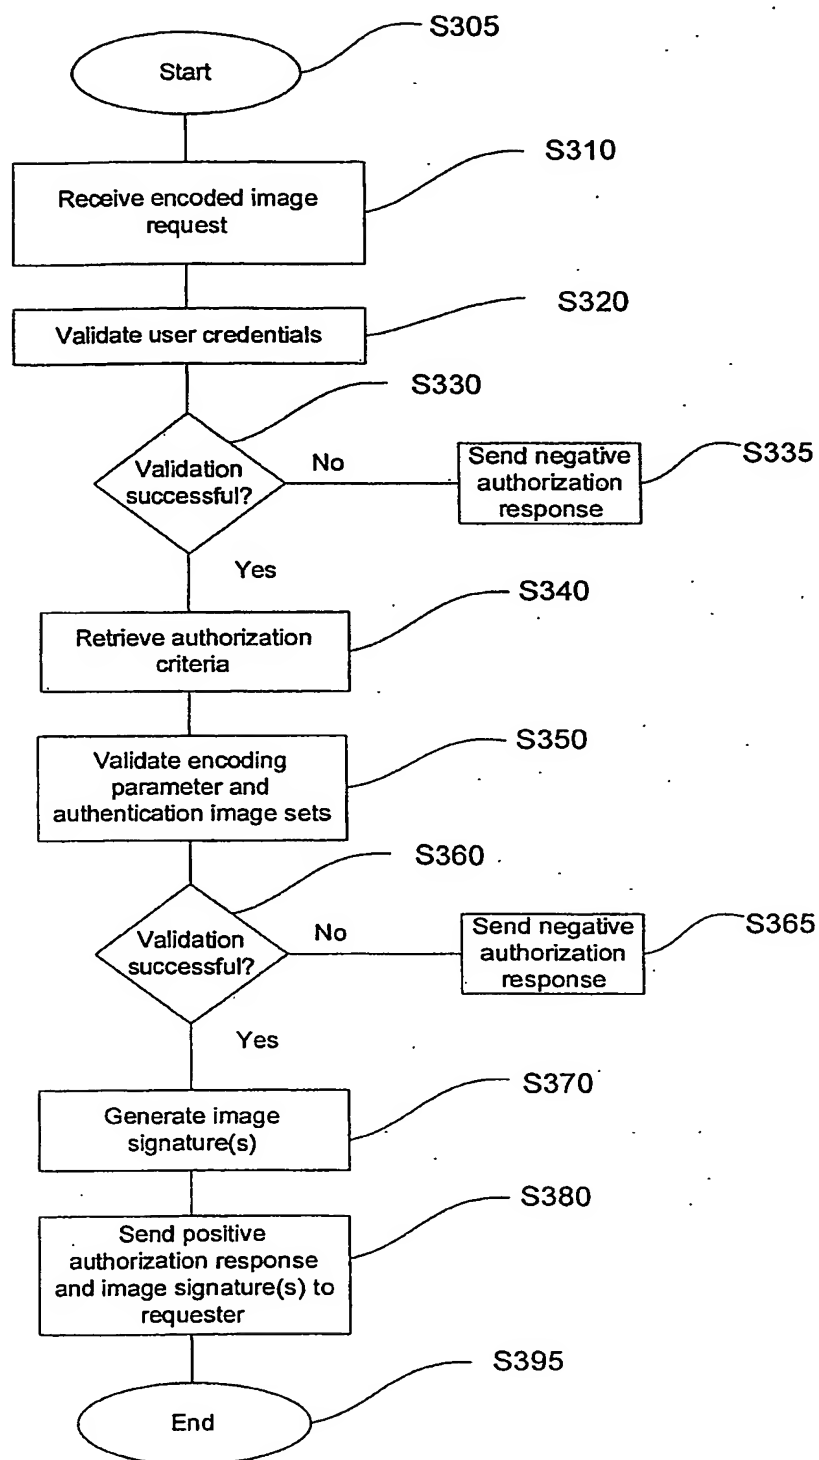 S305
Start
S310
Receive encoded image
request
S320
Validate user credentials
S330
Validation
successful?
No
Send negative
authorization
response
S335
Yes
S340
Retrieve authorization
criteria
S350
Validate encoding
parameter and
authentication image sets
S360
Validation
successful?
No
Send negative
authorization
response
S365
Yes
S370
Generate image
signature(s)
S380
Send positive
authorization response
and image signature(s) to
requester
S395
End